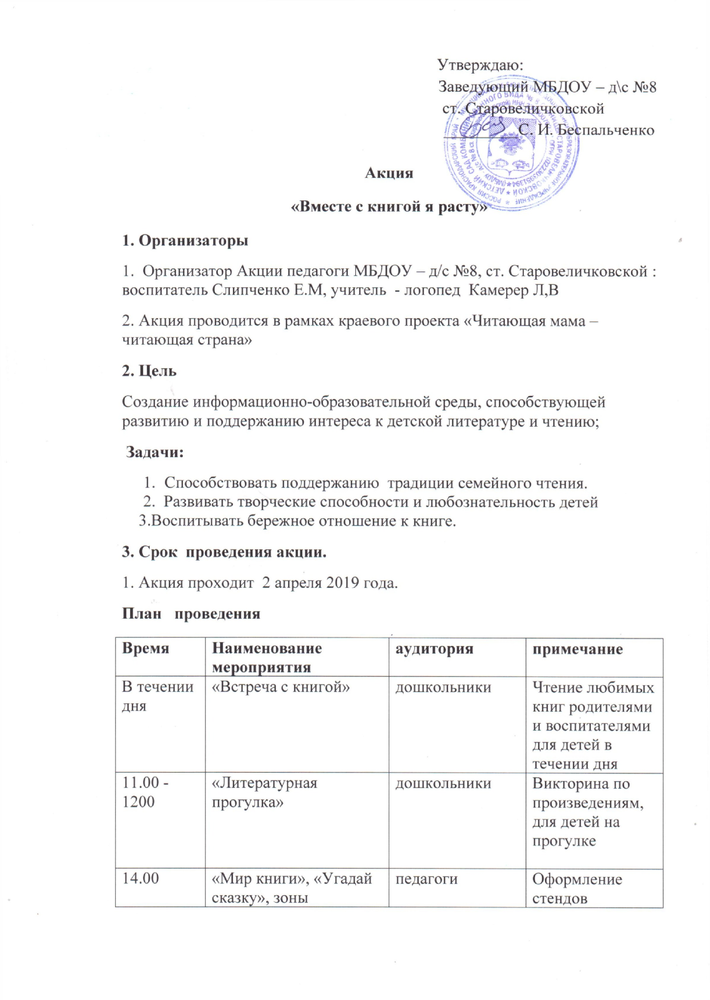 Утверждаю:
Заведующий МБДОУ – д\с №8
ст. Старовеличковской
С. И. Беспальченко
Акция
«Вместе с книгой я расту»
1. Организаторы
1. Организатор Акции педагоги МБДОУ – д/с №8, ст. Старовеличковской :
воспитатель Слипченко Е.М, учитель - логопед Камерер Л,В
2. Акция проводится в рамках краевого проекта «Читающая мама –
читающая страна»
2. Цель
Создание информационно-образовательной среды, способствующей
развитию и поддержанию интереса к детской литературе и чтению;
Задачи:
1. Способствовать поддержанию традиции семейного чтения.
2. Развивать творческие способности и любознательность детей
3.Воспитывать бережное отношение к книге.
3. Срок проведения акции.
1. Акция проходит 2 апреля 2019 года.
План проведения
Время
Наименование
мероприятия
аудитория
примечание
В течении
дня
«Встреча с книгой»
дошкольники
Чтение любимых
книг родителями
и воспитателями
для детей в
течении дня
11.00 -
1200
«Литературная
прогулка»
дошкольники
Викторина по
произведениям,
для детей на
прогулке
14.00
«Мир книги», «Угадай
сказку», зоны
педагоги
Оформление
стендов